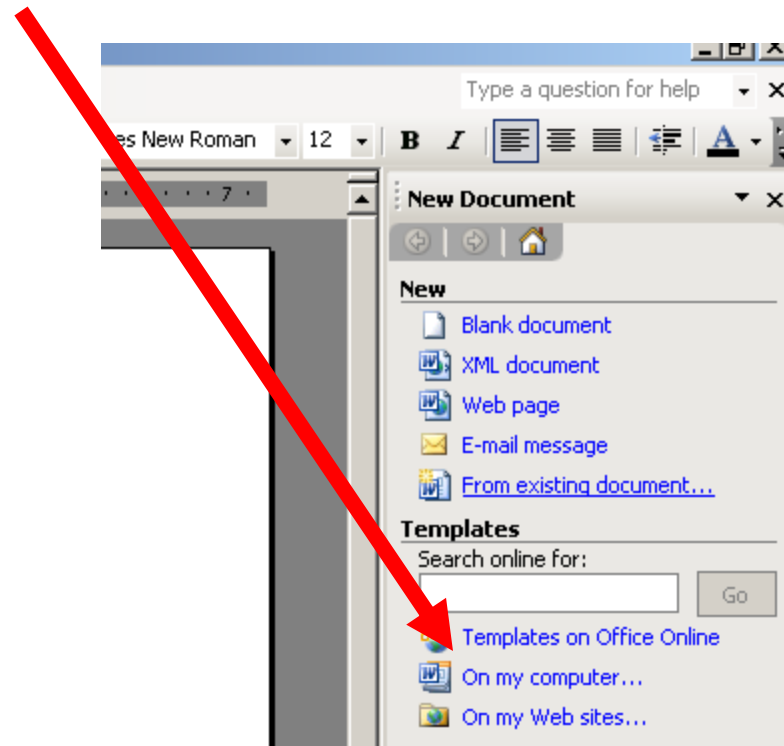 Type a question for help
es New Roman 12 B I A
7
New Document
New
Blank document
XML document
Web page
E-mail message
From existing document...
Templates
Search online for:
Go
Templates on Office Online
On my computer...
On my Web sites...